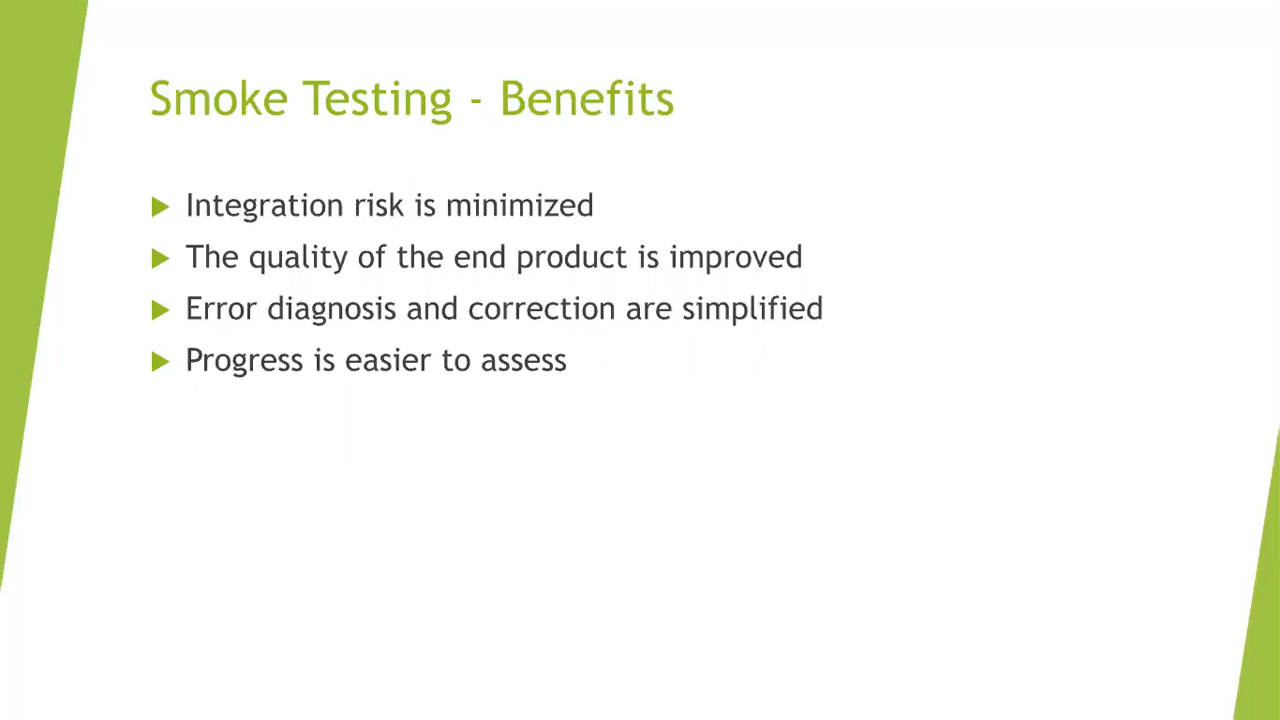 Smoke Testing - Benefits
Integration risk is minimized
The quality of the end product is improved
Error diagnosis and correction are simplified
Progress is easier to assess